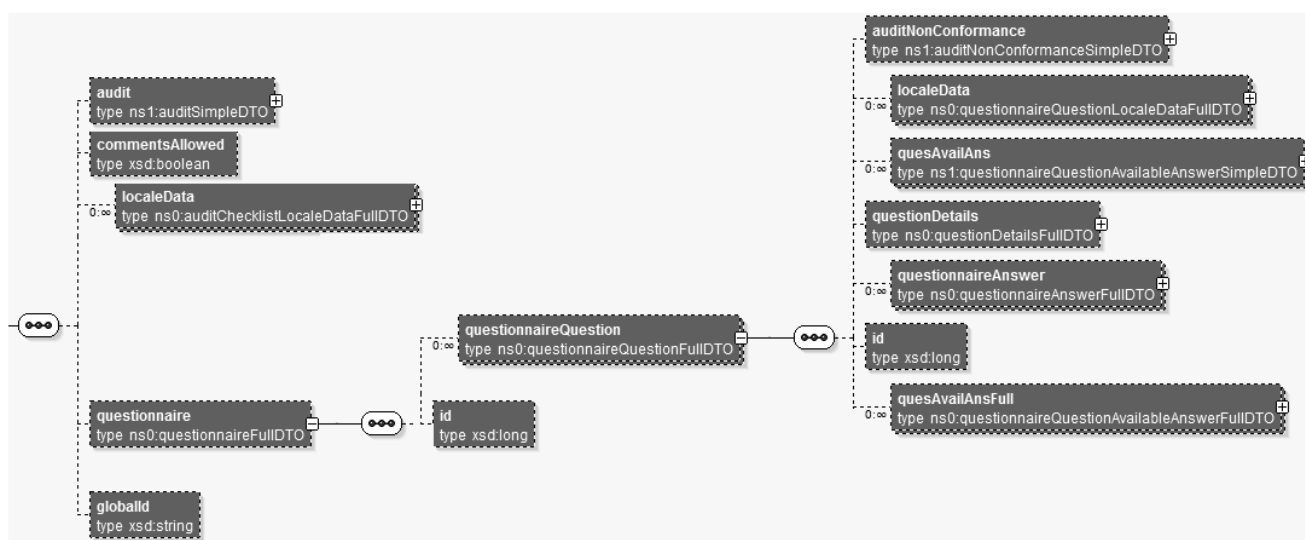 audit
type ns1:auditSimpleDTO
commentsAllowed
type xsd:boolean
localeData
0:∞
type ns0:auditChecklistLocaleDataFullDTO
questionnaire
type ns0:questionnaireFullDTO
globalId
type xsd:string
questionnaireQuestion
0:∞
type ns0:questionnaireQuestionFullDTO
id
type xsd:long
auditNonConformance
type ns1:auditNonConformanceSimpleDTO
localeData
0:∞
type ns0:questionnaireQuestionLocaleDataFullDTO
quesAvailAns
0:∞
type ns1:questionnaireQuestionAvailableAnswerSimpleDTO
questionDetails
type ns0:questionDetailsFullDTO
questionnaireAnswer
0:∞
type ns0:questionnaireAnswerFullDTO
id
type xsd:long
quesAvailAnsFull
0:∞
type ns0:questionnaireQuestionAvailableAnswerFullDTO